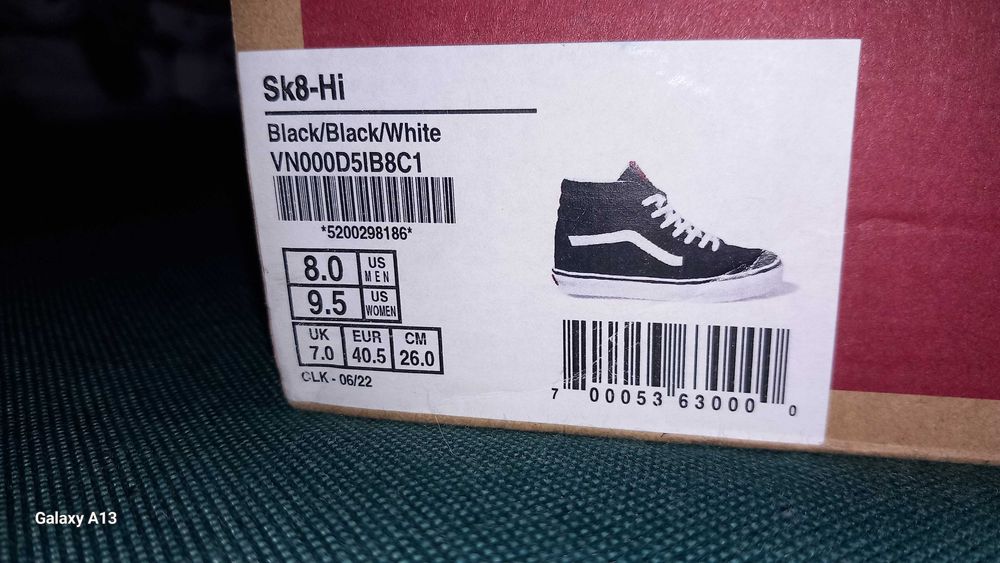 Sk8-Hi
Black/Black/White
VN000D5IB8C1
*5200298186*
8.0 US MEN
9.5 US WOMEN
UK EUR CM
7.0 40.5 26.0
CLK - 06/22
7 00053 63000 0
Galaxy A13